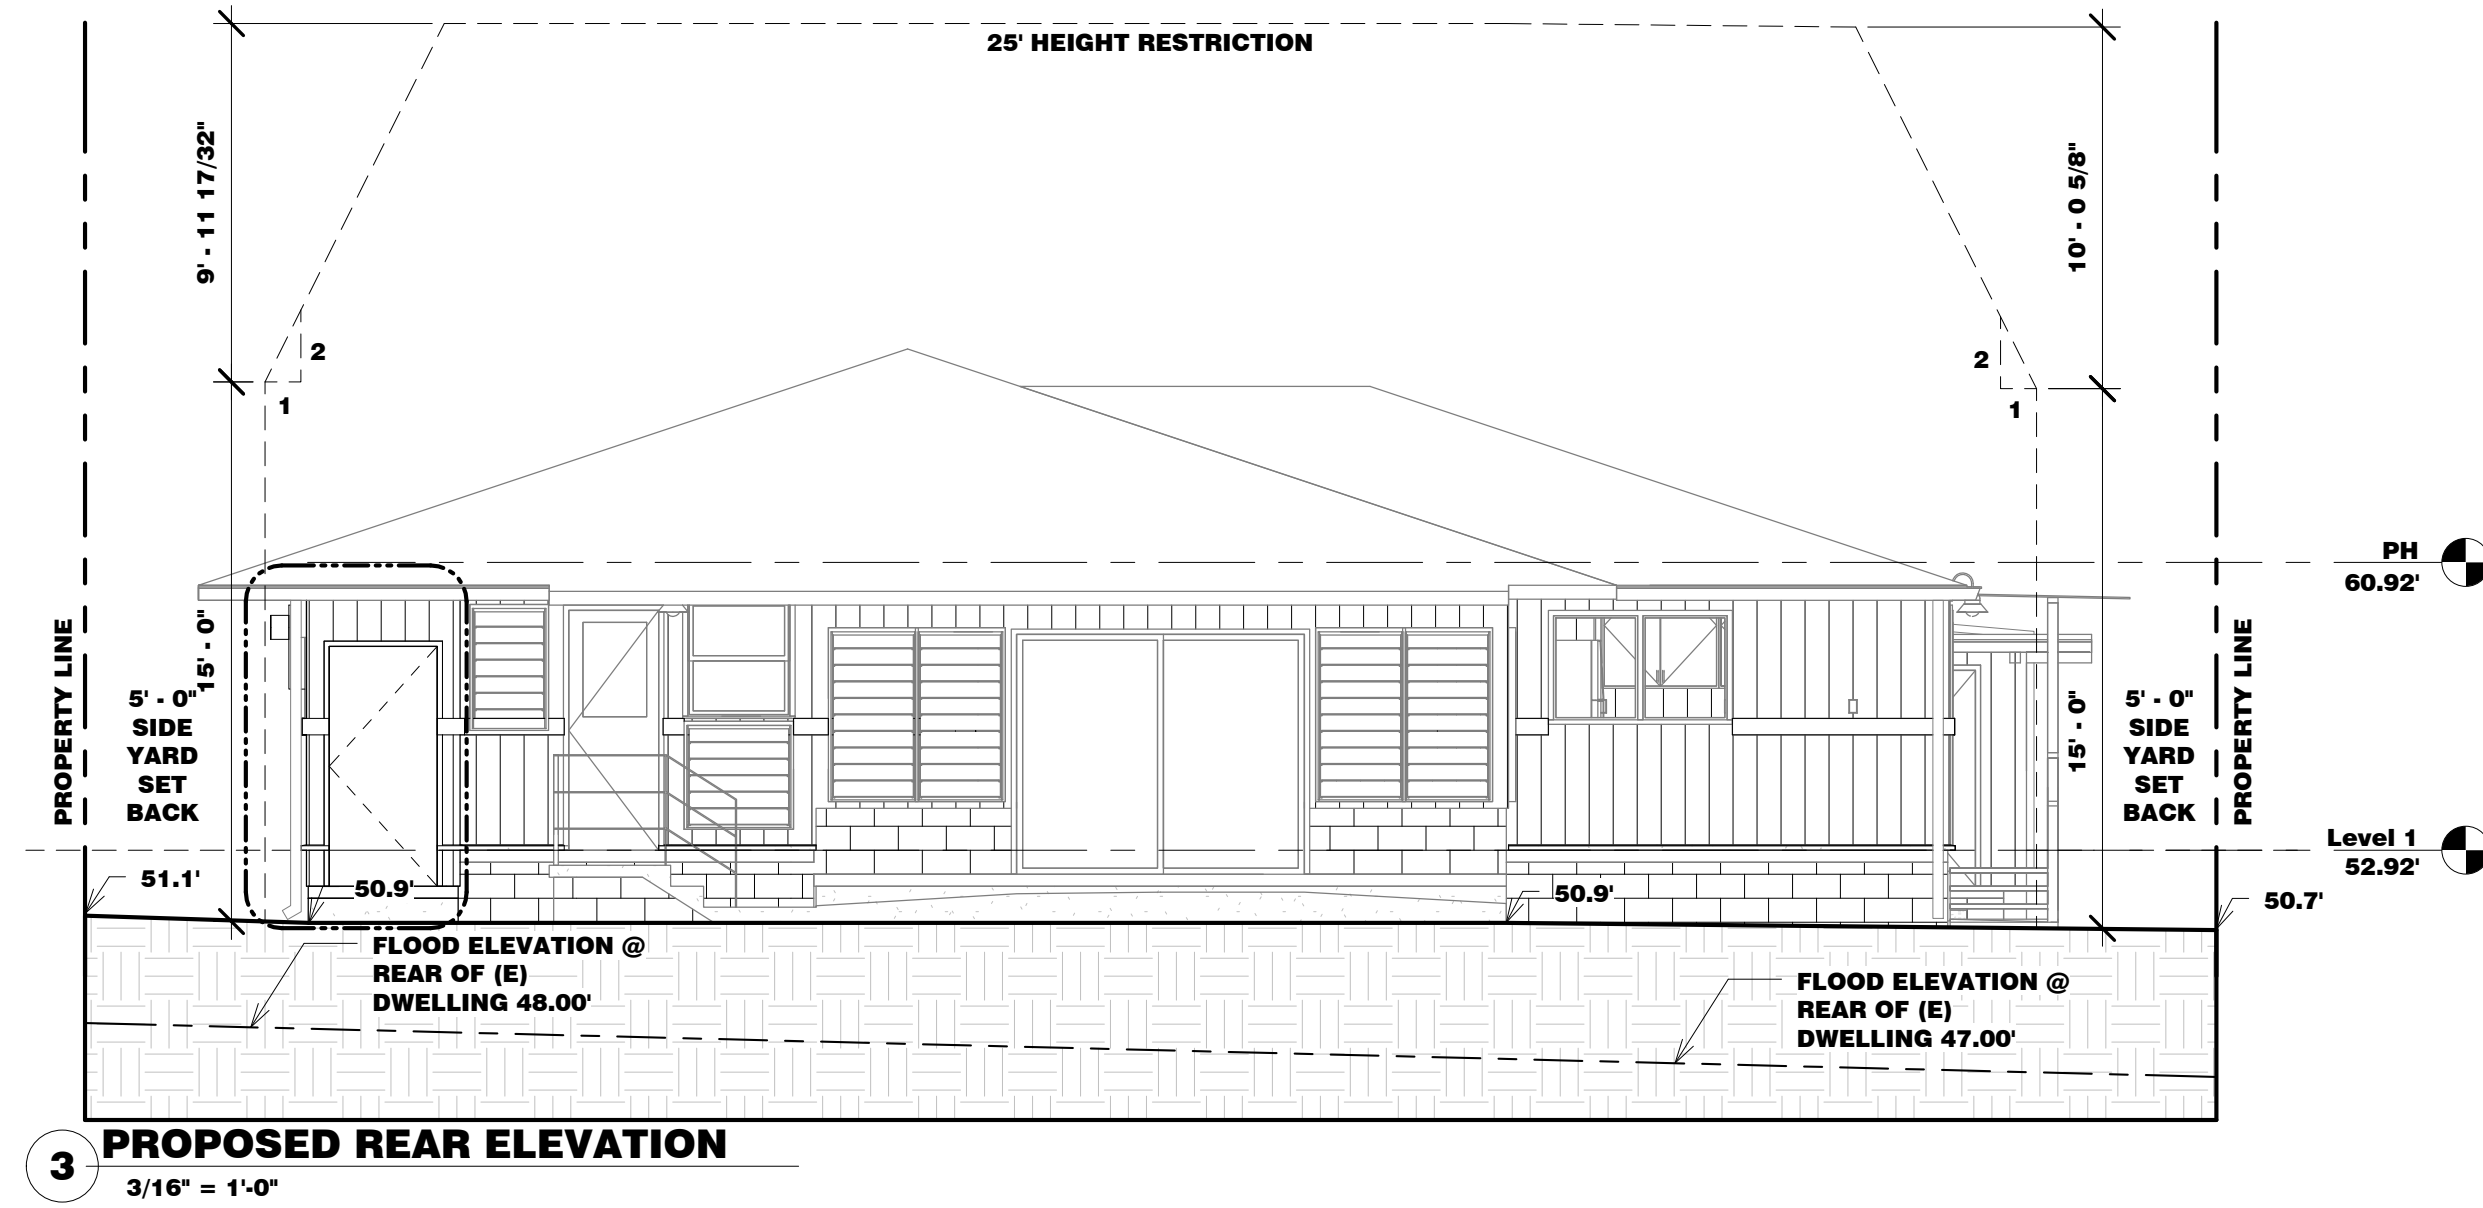 25' HEIGHT RESTRICTION
9' - 11 17/32"
10' - 0 5/8"
2
1
2
1
PH
60.92'
15' - 0"
PROPERTY LINE
5' - 0"
SIDE
YARD
SET
BACK
15' - 0"
5' - 0"
SIDE
YARD
SET
BACK
PROPERTY LINE
Level 1
52.92'
51.1'
50.9'
50.9'
50.7'
FLOOD ELEVATION @
REAR OF (E)
DWELLING 48.00'
FLOOD ELEVATION @
REAR OF (E)
DWELLING 47.00'
3
PROPOSED REAR ELEVATION
3/16" = 1'-0"